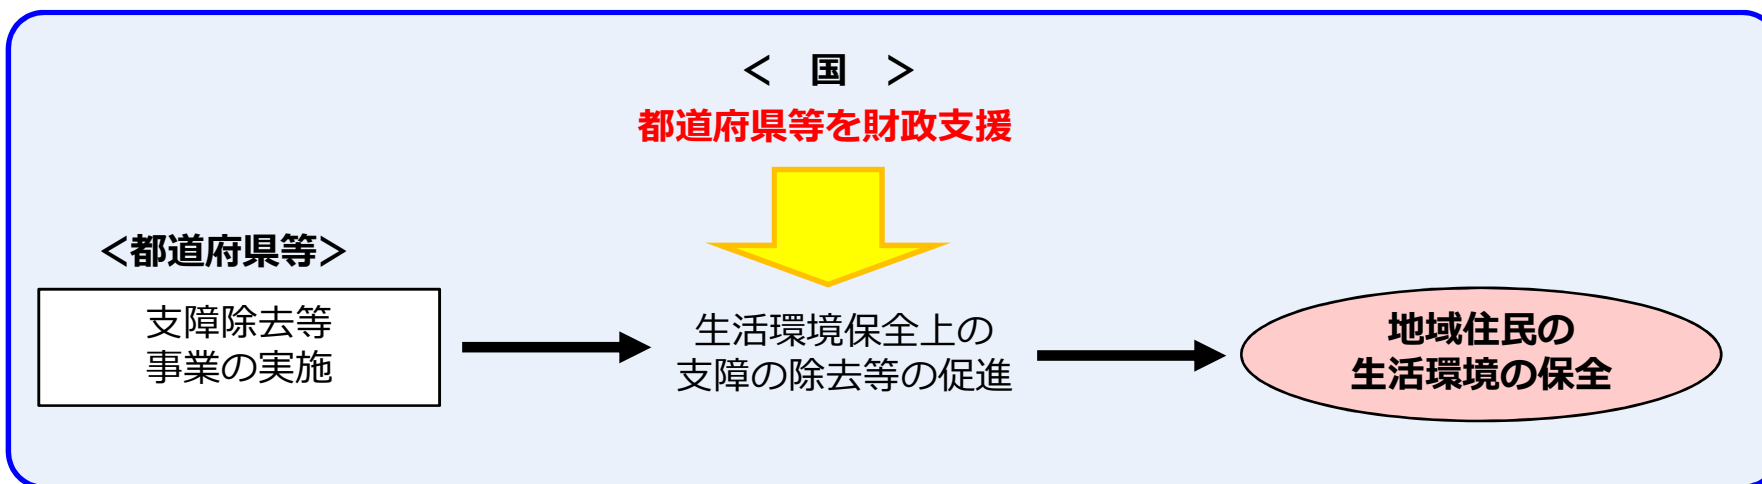 ＜　国　＞
都道府県等を財政支援
＜都道府県等＞
支障除去等
事業の実施
生活環境保全上の
支障の除去等の促進
地域住民の
生活環境の保全